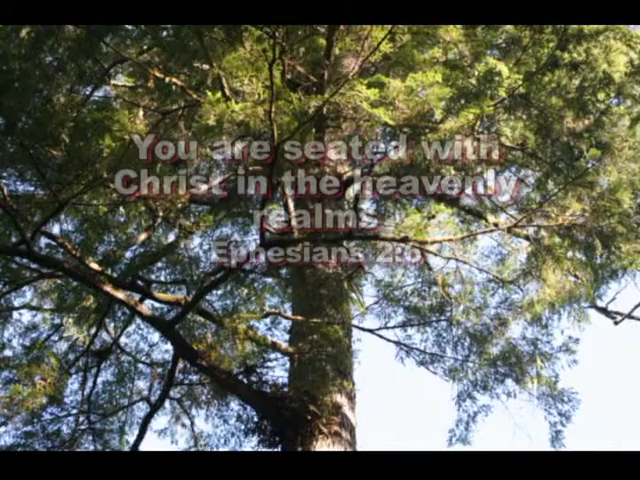 You are seated with
Christ in the heavenly
realms
Ephesians 2:6